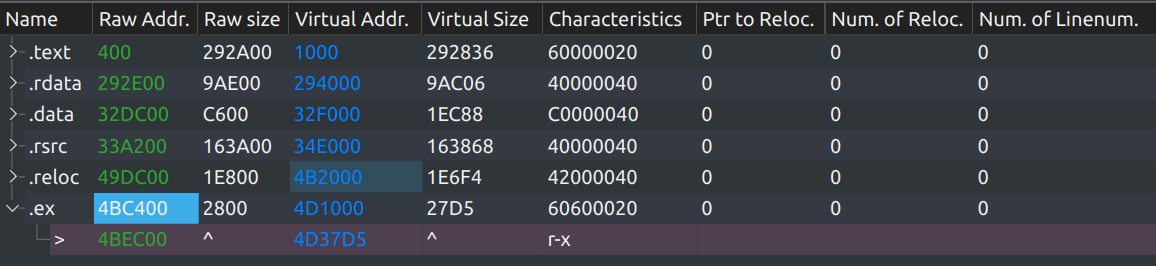 Name Raw Addr. Raw size Virtual Addr. Virtual Size Characteristics Ptr to Reloc. Num. of Reloc. Num. of Linenum.
.text 400 292A00 1000 292836 60000020 0 0 0
.rdata 292E00 9AE00 294000 9AC06 40000040 0 0 0
.data 32DC00 C600 32F000 1EC88 C0000040 0 0 0
.rsrc 33A200 163A00 34E000 163868 40000040 0 0 0
.reloc 49DC00 1E800 4B2000 1E6F4 42000040 0 0 0
.ex 4BC400 2800 4D1000 27D5 60600020 0 0 0
> 4BEC00 ^ 4D37D5 ^ r-x